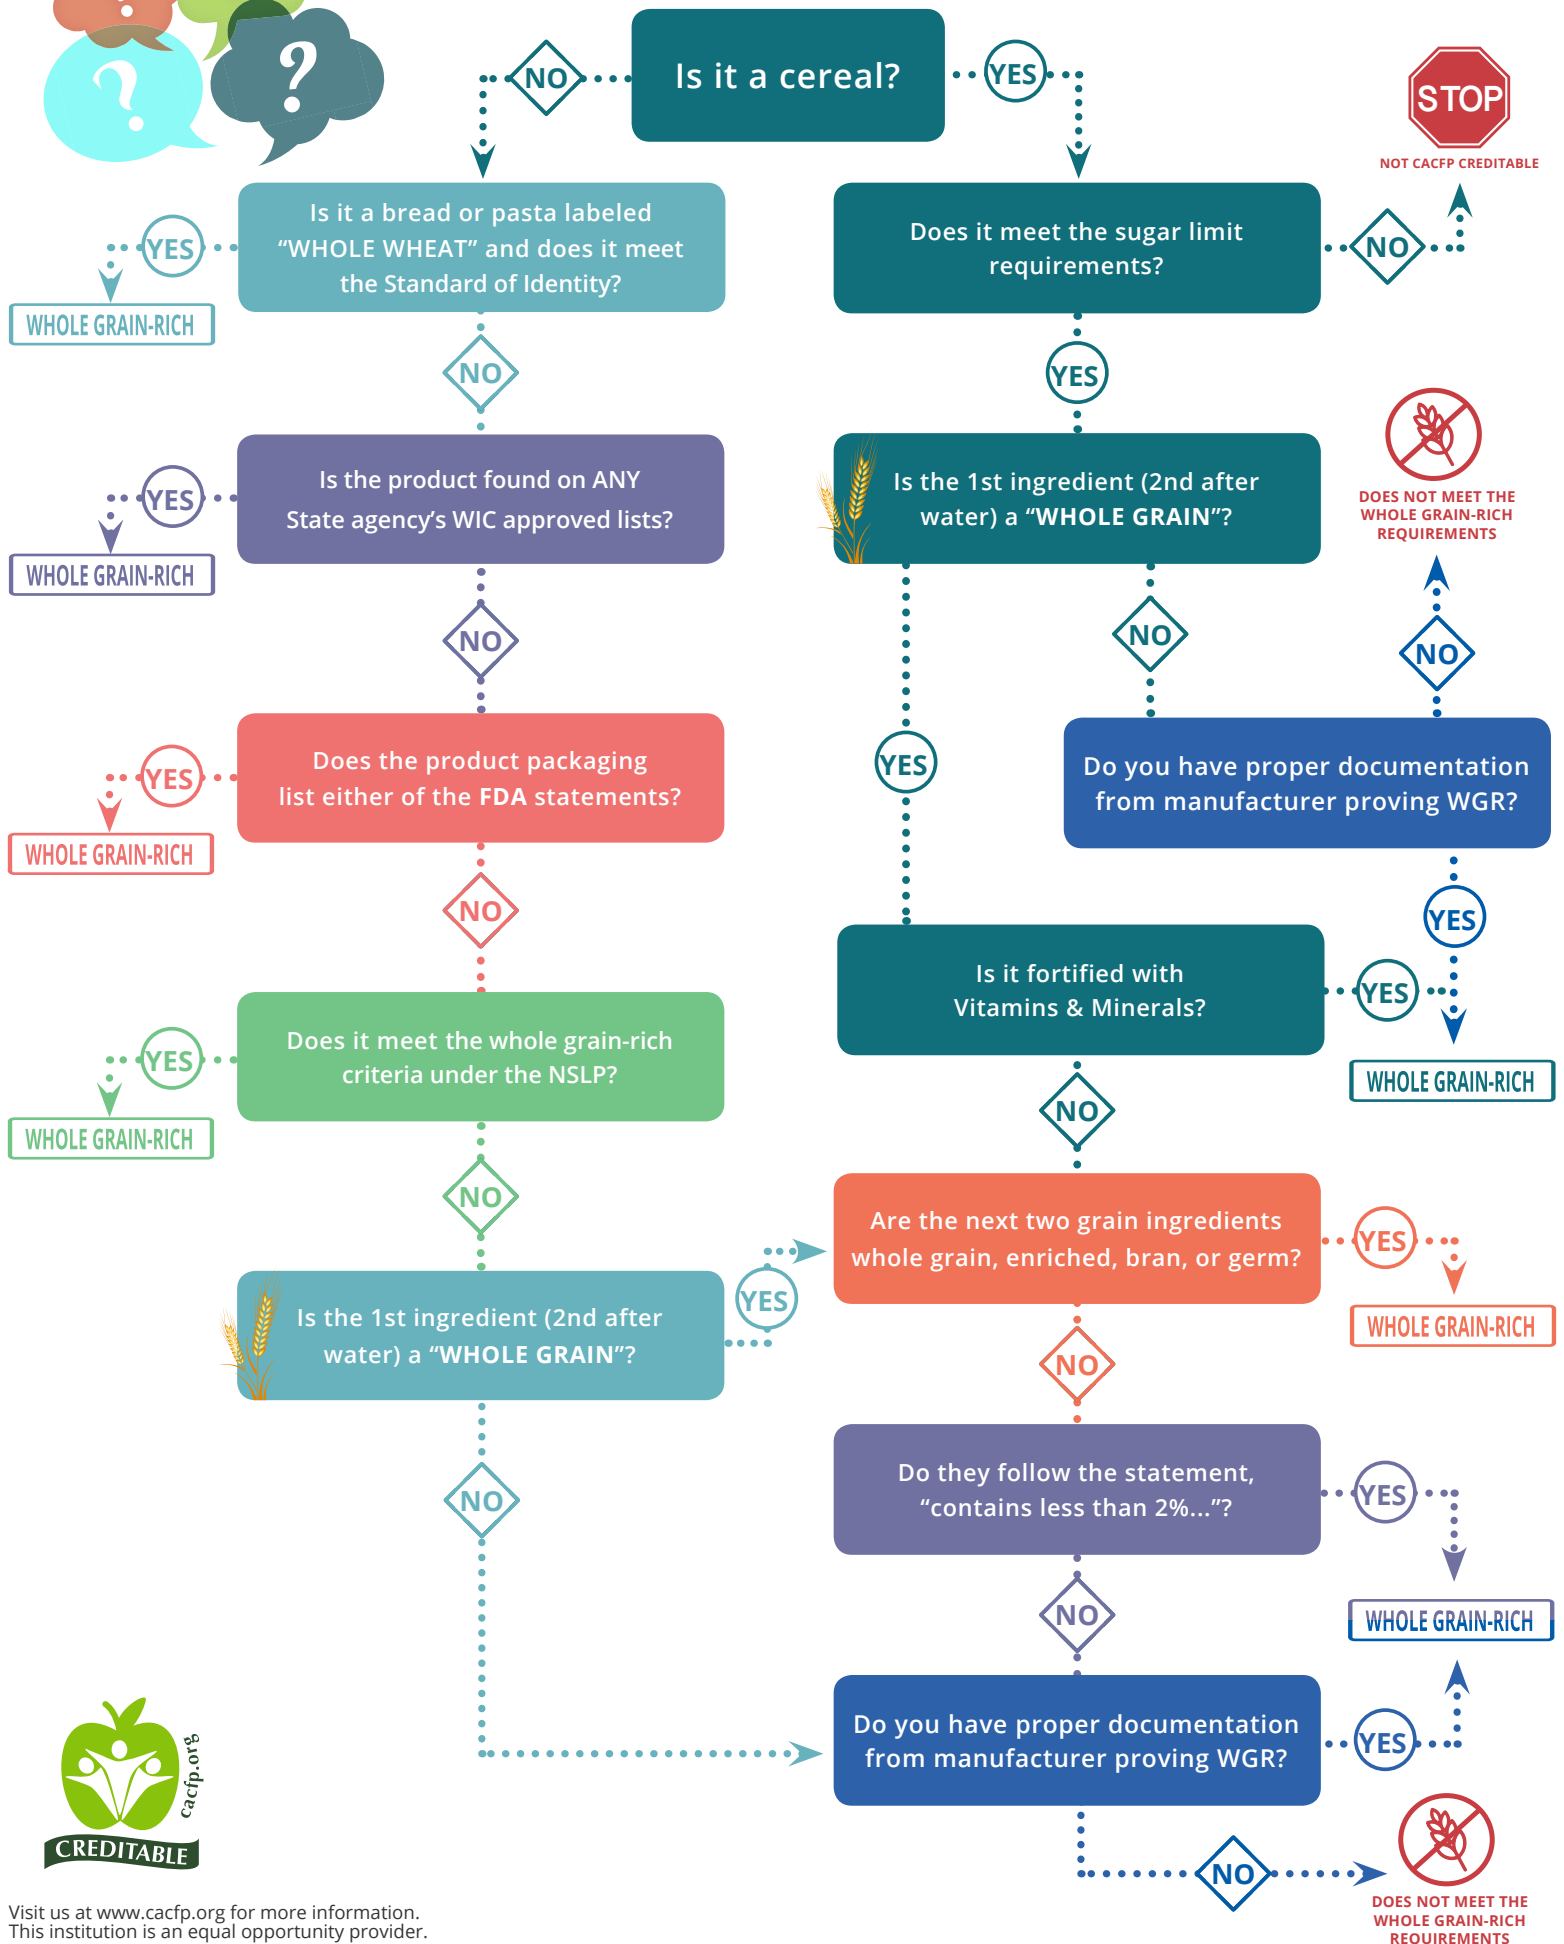 ?
?
?
?
Is it a cereal?
NO
YES
STOP
NOT CACFP CREDITABLE
Is it a bread or pasta labeled
“WHOLE WHEAT” and does it meet
the Standard of Identity?
YES
WHOLE GRAIN-RICH
NO
Does it meet the sugar limit
requirements?
NO
YES
Is the product found on ANY
State agency’s WIC approved lists?
YES
WHOLE GRAIN-RICH
NO
Is the 1st ingredient (2nd after
water) a “WHOLE GRAIN”?
DOES NOT MEET THE
WHOLE GRAIN-RICH
REQUIREMENTS
NO
NO
YES
Does the product packaging
list either of the FDA statements?
YES
WHOLE GRAIN-RICH
NO
Do you have proper documentation
from manufacturer proving WGR?
YES
Does it meet the whole grain-rich
criteria under the NSLP?
YES
WHOLE GRAIN-RICH
NO
Is it fortified with
Vitamins & Minerals?
YES
WHOLE GRAIN-RICH
NO
Is the 1st ingredient (2nd after
water) a “WHOLE GRAIN”?
YES
NO
Are the next two grain ingredients
whole grain, enriched, bran, or germ?
YES
WHOLE GRAIN-RICH
NO
Do they follow the statement,
“contains less than 2%...”?
YES
WHOLE GRAIN-RICH
NO
Do you have proper documentation
from manufacturer proving WGR?
YES
NO
DOES NOT MEET THE
WHOLE GRAIN-RICH
REQUIREMENTS
cacfp.org
CREDITABLE
Visit us at www.cacfp.org for more information.
This institution is an equal opportunity provider.